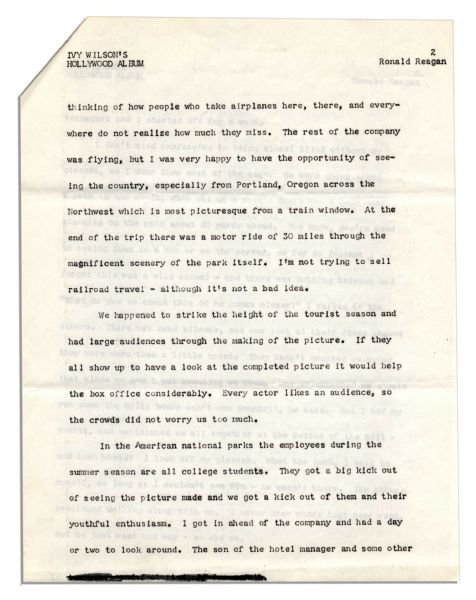 IVY WILSON'S
HOLLYWOOD ALBUM
2
Ronald Reagan
thinking of how people who take airplanes here, there, and every-
where do not realize how much they miss. The rest of the company
was flying, but I was very happy to have the opportunity of see-
ing the country, especially from Portland, Oregon across the
Northwest which is most picturesque from a train window. At the
end of the trip there was a motor ride of 30 miles through the
magnificent scenery of the park itself. I'm not trying to sell
railroad travel - although it's not a bad idea.
We happened to strike the height of the tourist season and
had large audiences through the making of the picture. If they
all show up to have a look at the completed picture it would help
the box office considerably. Every actor likes an audience, so
the crowds did not worry us too much.
In the American national parks the employees during the
summer season are all college students. They got a big kick out
of seeing the picture made and we got a kick out of them and their
youthful enthusiasm. I got in ahead of the company and had a day
or two to look around. The son of the hotel manager and some other